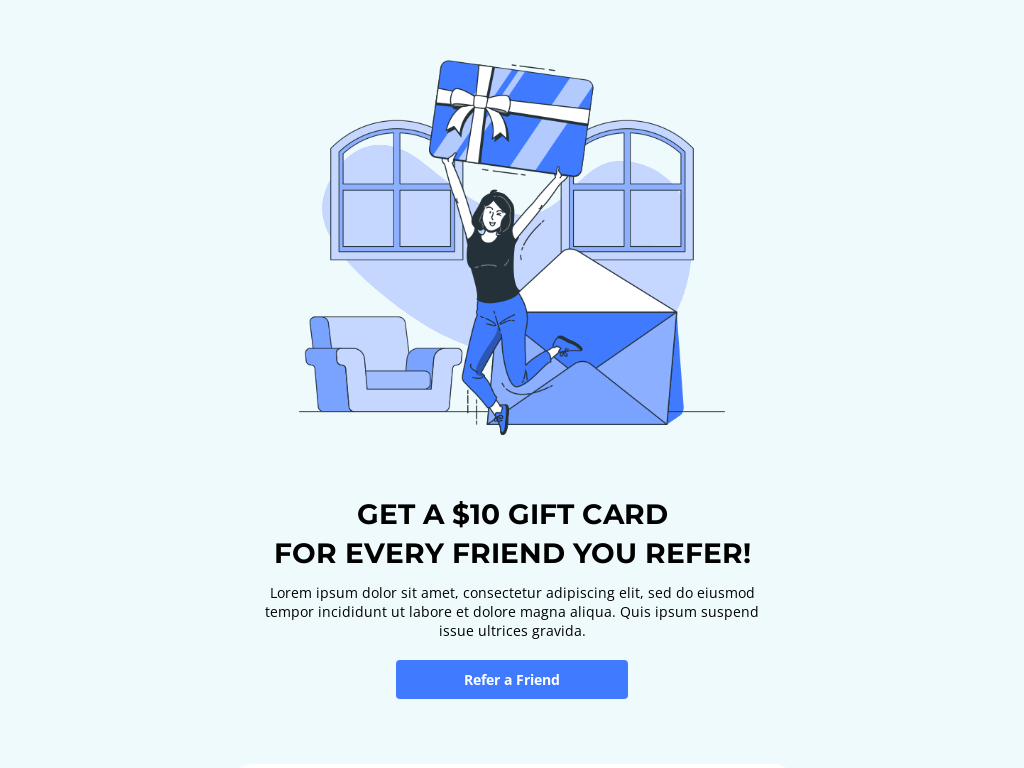 GET A $10 GIFT CARD
FOR EVERY FRIEND YOU REFER!
Lorem ipsum dolor sit amet, consectetur adipiscing elit, sed do eiusmod
tempor incididunt ut labore et dolore magna aliqua. Quis ipsum suspend
issue ultrices gravida.
Refer a Friend